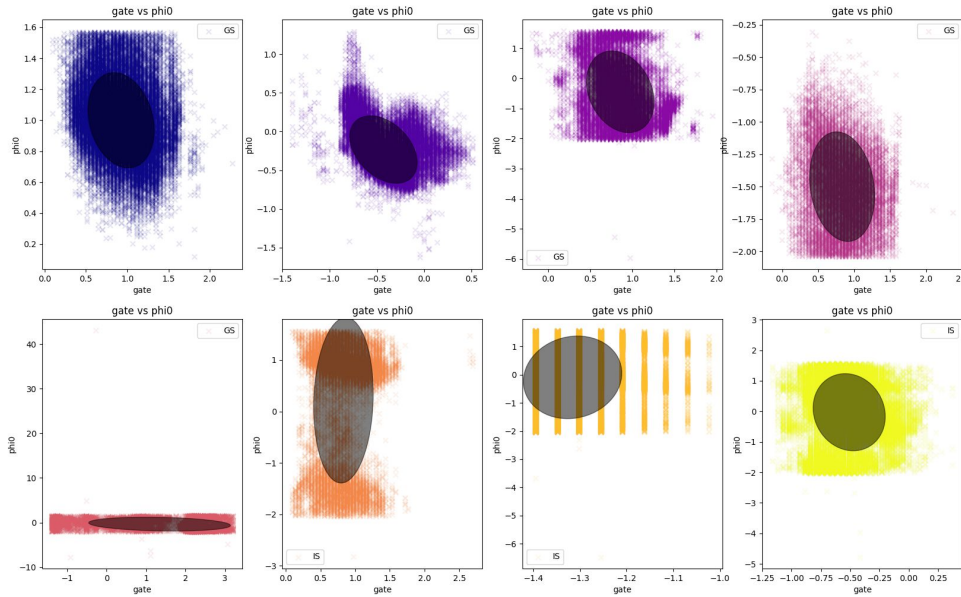 gate vs phi0
GS
1.6
1.4
1.2
1.0
0.8
0.6
0.4
0.2
phi0
0.0 0.5 1.0 1.5 2.0
gate
gate vs phi0
GS
1.0
0.5
0.0
−0.5
−1.0
−1.5
phi0
−1.5 −1.0 −0.5 0.0 0.5
gate
gate vs phi0
GS
1
0
−1
−2
−3
−4
−5
−6
phi0
0.0 0.5 1.0 1.5 2.0
gate
gate vs phi0
GS
−0.25
−0.50
−0.75
−1.00
−1.25
−1.50
−1.75
−2.00
phi0
0.0 0.5 1.0 1.5 2.0
gate
gate vs phi0
GS
40
30
20
10
0
−10
phi0
−1 0 1 2 3
gate
gate vs phi0
IS
1
0
−1
−2
−3
phi0
0.0 0.5 1.0 1.5 2.0 2.5
gate
gate vs phi0
IS
1
0
−1
−2
−3
−4
−5
−6
phi0
−1.4 −1.3 −1.2 −1.1 −1.0
gate
gate vs phi0
IS
3
2
1
0
−1
−2
−3
−4
−5
phi0
−1.25 −1.00 −0.75 −0.50 −0.25 0.00 0.25
gate